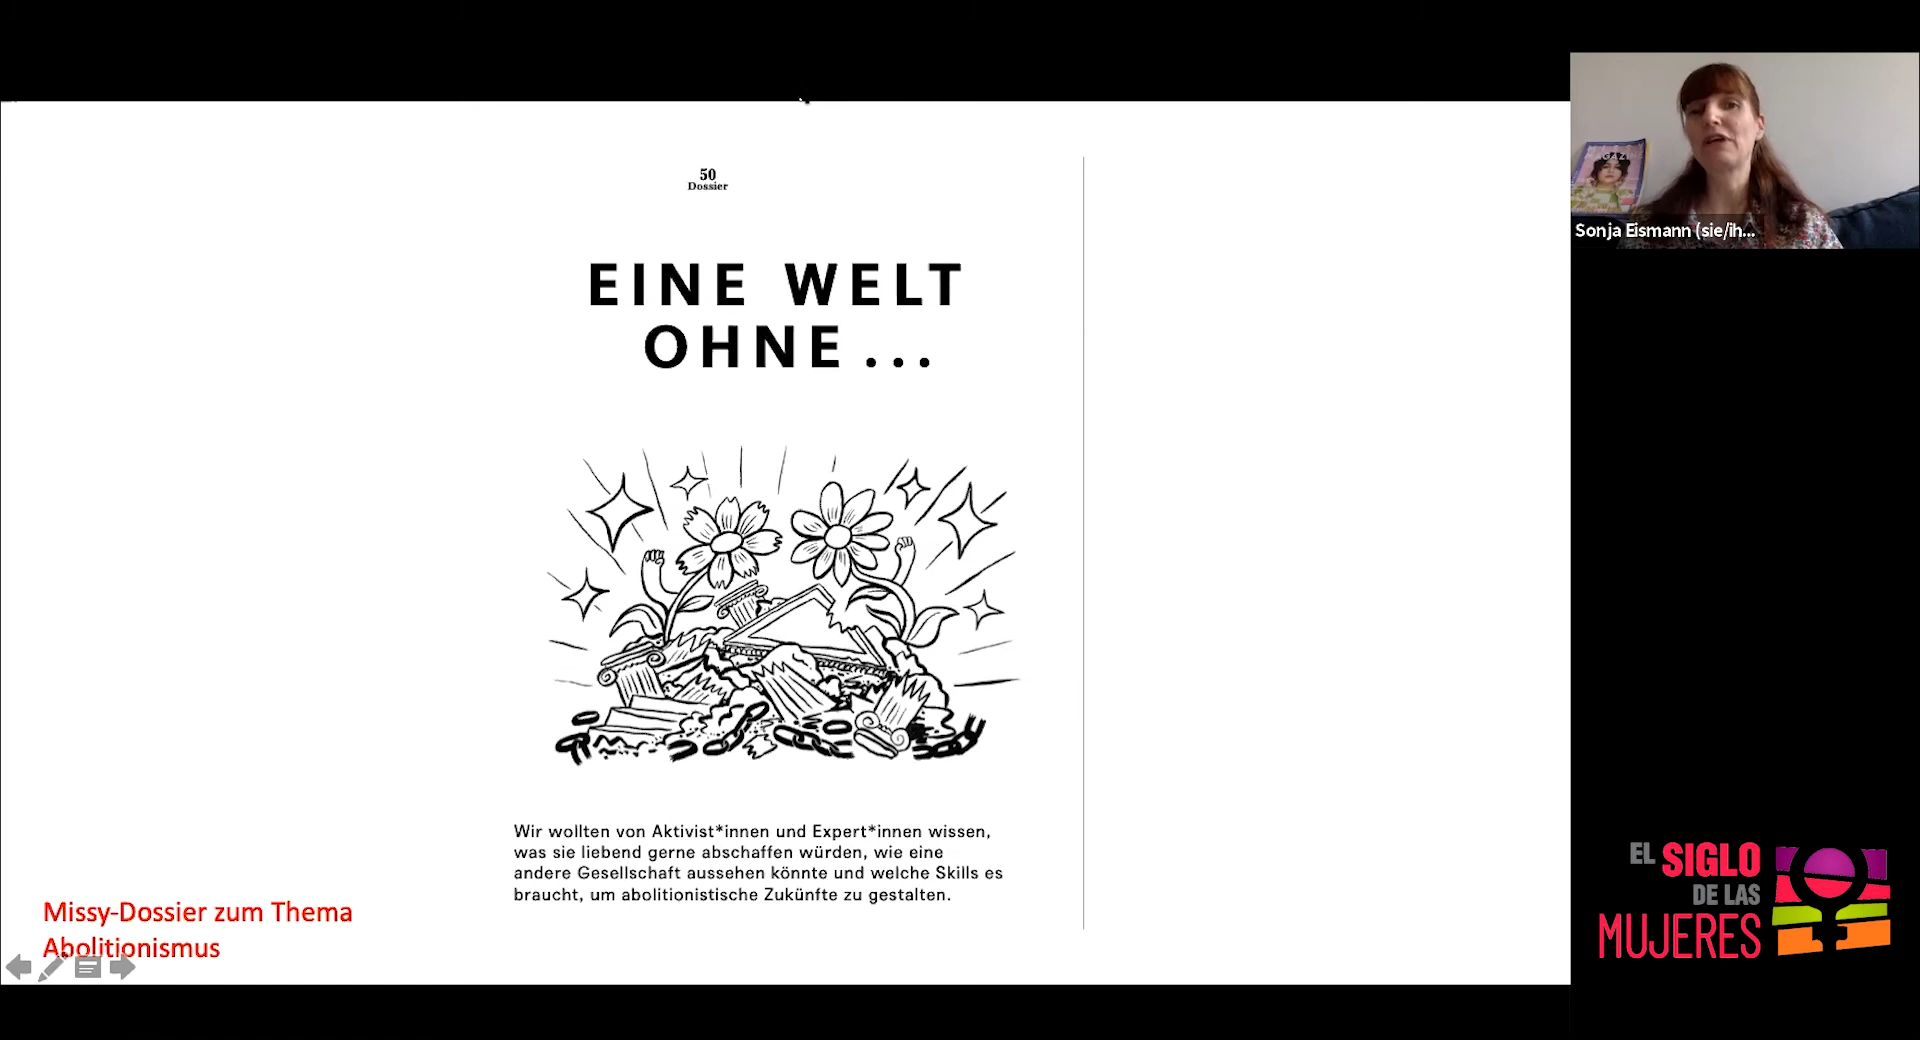 50
Dossier
EINE WELT
OHNE ...
Wir wollten von Aktivist*innen und Expert*innen wissen,
was sie liebend gerne abschaffen würden, wie eine
andere Gesellschaft aussehen könnte und welche Skills es
braucht, um abolitionistische Zukünfte zu gestalten.
Missy-Dossier zum Thema
Abolitionismus
Sonja Eismann (sie/ih...
EL SIGLO
DE LAS
MUJERES